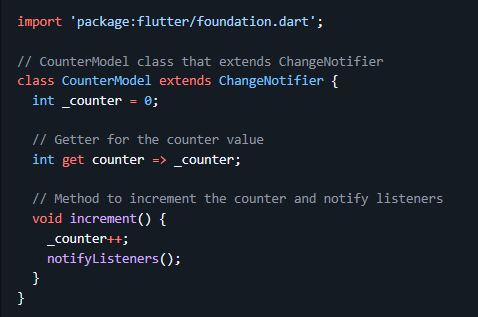 import 'package:flutter/foundation.dart';
// CounterModel class that extends ChangeNotifier
class CounterModel extends ChangeNotifier {
int _counter = 0;
// Getter for the counter value
int get counter => _counter;
// Method to increment the counter and notify listeners
void increment() {
_counter++;
notifyListeners();
}
}